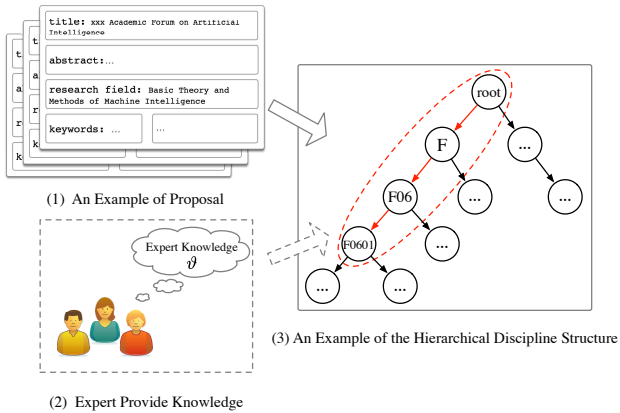 title: xxx Academic Forum on Artificial
Intelligence
abstract:...
research field: Basic Theory and
Methods of Machine Intelligence
keywords: ...
...
t
a
r
k
t
a
re
k
(1) An Example of Proposal
Expert Knowledge
ϑ
(2) Expert Provide Knowledge
root
F
...
F06
...
...
F0601
...
...
...
(3) An Example of the Hierarchical Discipline Structure